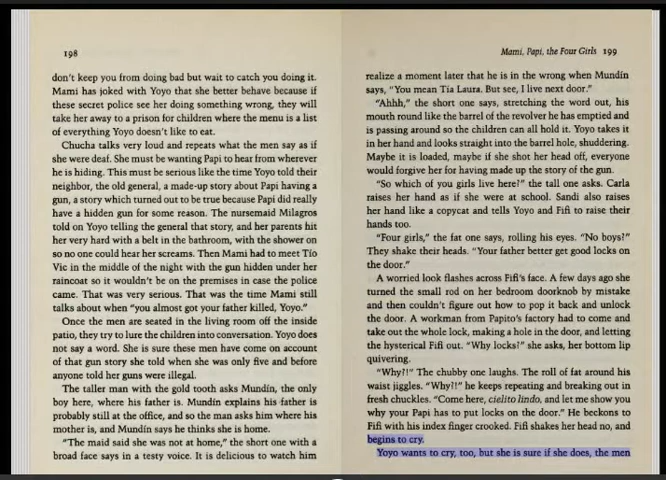 198
don't keep you from doing bad but wait to catch you doing it.
Mami has joked with Yoyo that she better behave because if
these secret police see her doing something wrong, they will
take her away to a prison for children where the menu is a list
of everything Yoyo doesn't like to eat.
Chucha talks very loud and repeats what the men say as if
she were deaf. She must be wanting Papi to hear from wherever
he is hiding. This must be serious like the time Yoyo told their
neighbor, the old general, a made-up story about Papi having a
gun, a story which turned out to be true because Papi did really
have a hidden gun for some reason. The nursemaid Milagros
told on Yoyo telling the general that story, and her parents hit
her very hard with a belt in the bathroom, with the shower on
so no one could hear her screams. Then Mami had to meet Tío
Vic in the middle of the night with the gun hidden under her
raincoat so it wouldn't be on the premises in case the police
came. That was very serious. That was the time Mami still
talks about when "you almost got your father killed, Yoyo."
Once the men are seated in the living room off the inside
patio, they try to lure the children into conversation. Yoyo does
not say a word. She is sure these men have come on account
of that gun story she told when she was only five and before
anyone told her guns were illegal.
The taller man with the gold tooth asks Mundín, the only
boy here, where his father is. Mundín explains his father is
probably still at the office, and so the man asks him where his
mother is, and Mundín says he thinks she is home.
"The maid said she was not at home," the short one with a
broad face says in a testy voice. It is delicious to watch him
Mami, Papi, the Four Girls 199
realize a moment later that he is in the wrong when Mundín
says, "You mean Tía Laura. But see, I live next door."
"Ahhh," the short one says, stretching the word out, his
mouth round like the barrel of the revolver he has emptied and
is passing around so the children can all hold it. Yoyo takes it
in her hand and looks straight into the barrel hole, shuddering.
Maybe it is loaded, maybe if she shot her head off, everyone
would forgive her for having made up the story of the gun.
"So which of you girls live here?" the tall one asks. Carla
raises her hand as if she were at school. Sandi also raises
her hand like a copycat and tells Yoyo and Fifi to raise their
hands too.
"Four girls," the fat one says, rolling his eyes. "No boys?"
They shake their heads. "Your father better get good locks on
the door."
A worried look flashes across Fifi's face. A few days ago she
turned the small rod on her bedroom doorknob by mistake
and then couldn't figure out how to pop it back and unlock
the door. A workman from Papito's factory had to come and
take out the whole lock, making a hole in the door, and letting
the hysterical Fifi out. "Why locks?" she asks, her bottom lip
quivering.
"Why?!" The chubby one laughs. The roll of fat around his
waist jiggles. "Why?!" he keeps repeating and breaking out in
fresh chuckles. "Come here, cielito lindo, and let me show you
why your Papi has to put locks on the door." He beckons to
Fifi with his index finger crooked. Fifi shakes her head no, and
begins to cry.
Yoyo wants to cry, too, but she is sure if she does, the men